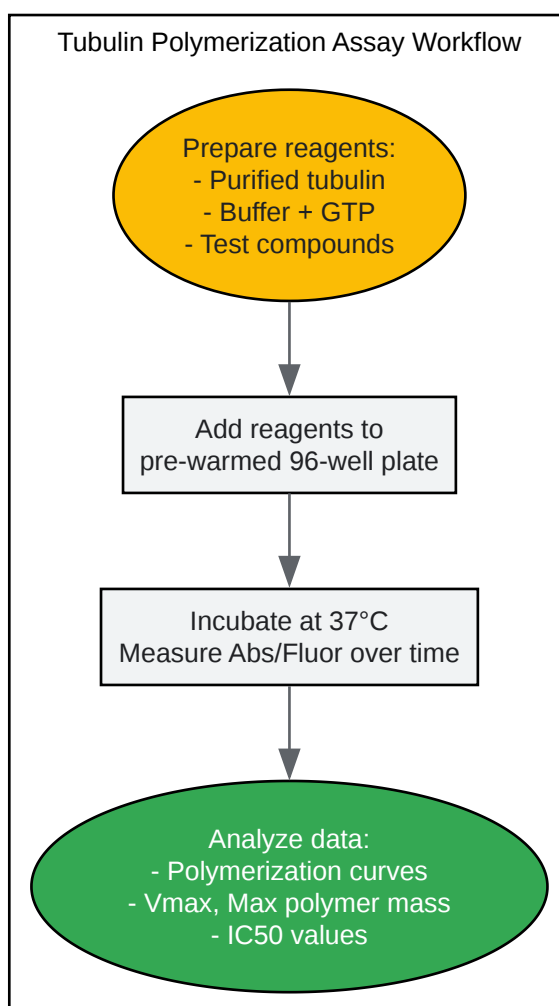 Tubulin Polymerization Assay Workflow
Prepare reagents:
- Purified tubulin
- Buffer + GTP
- Test compounds
Add reagents to
pre-warmed 96-well plate
Incubate at 37°C
Measure Abs/Fluor over time
Analyze data:
- Polymerization curves
- Vmax, Max polymer mass
- IC50 values